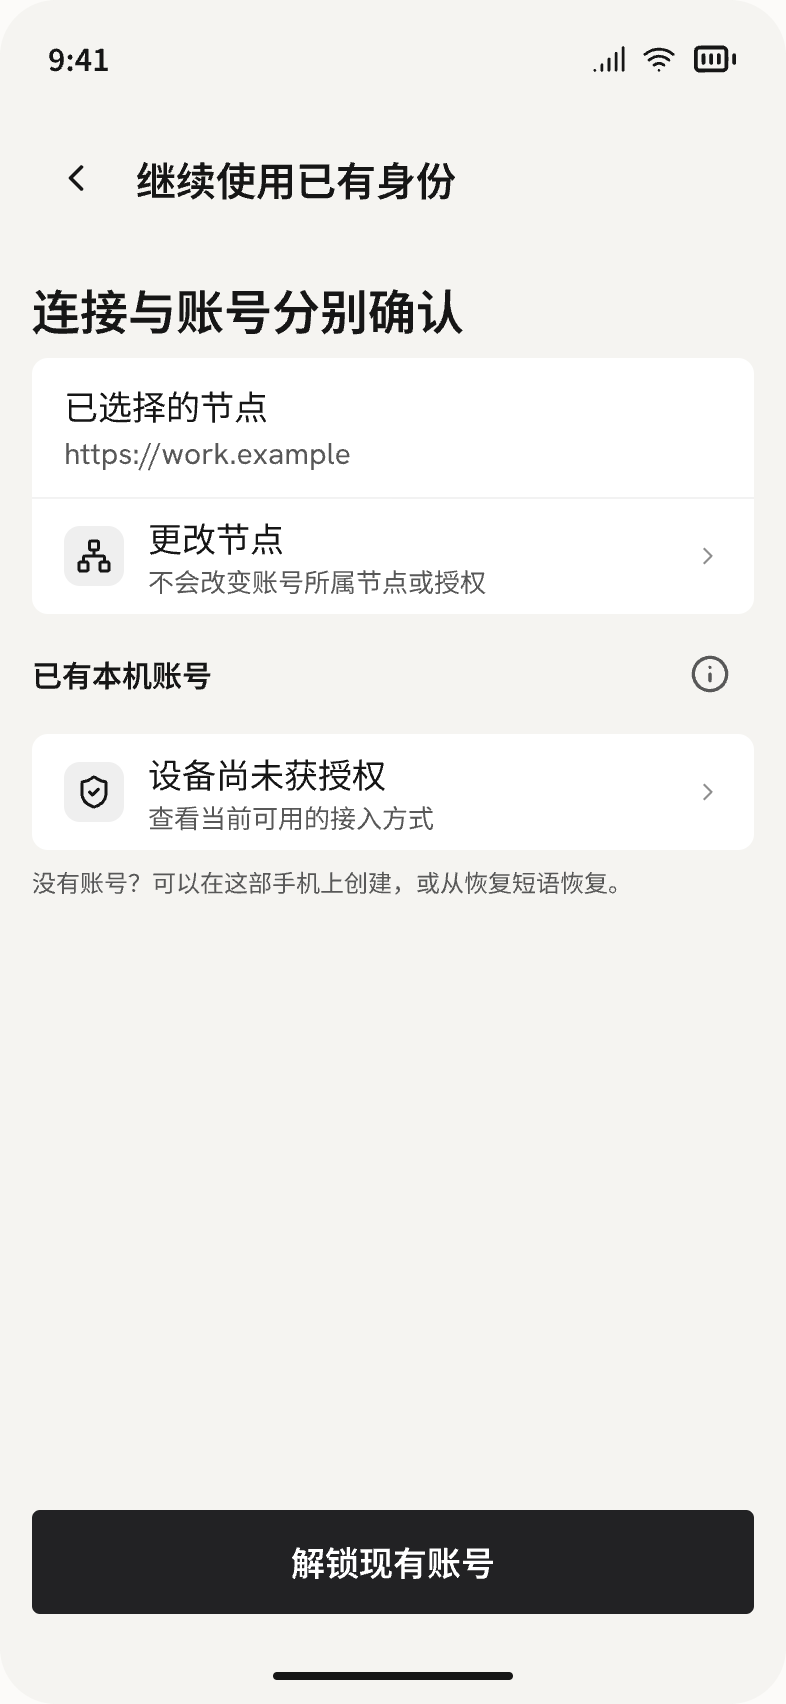 9:41
继续使用已有身份
连接与账号分别确认
已选择的节点
https://work.example
更改节点
不会改变账号所属节点或授权
已有本机账号
设备尚未获授权
查看当前可用的接入方式
没有账号？可以在这部手机上创建，或从恢复短语恢复。
解锁现有账号